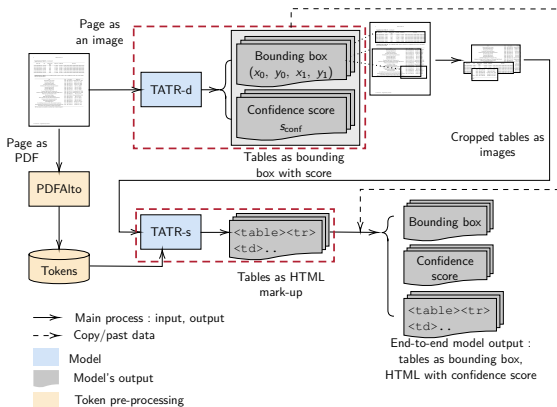 Page as
an image
Bounding box
(x₀, y₀, x₁, y₁)
TATR-d
Confidence score
s_conf
Tables as bounding
box with score
Cropped tables as
images
Page as
PDF
PDFAlto
Tokens
TATR-s
<table><tr>
<td>..
Tables as HTML
mark-up
Bounding box
Confidence
score
<table><tr>
<td>..
End-to-end model output :
tables as bounding box,
HTML with confidence score
Main process : input, output
Copy/past data
Model
Model's output
Token pre-processing